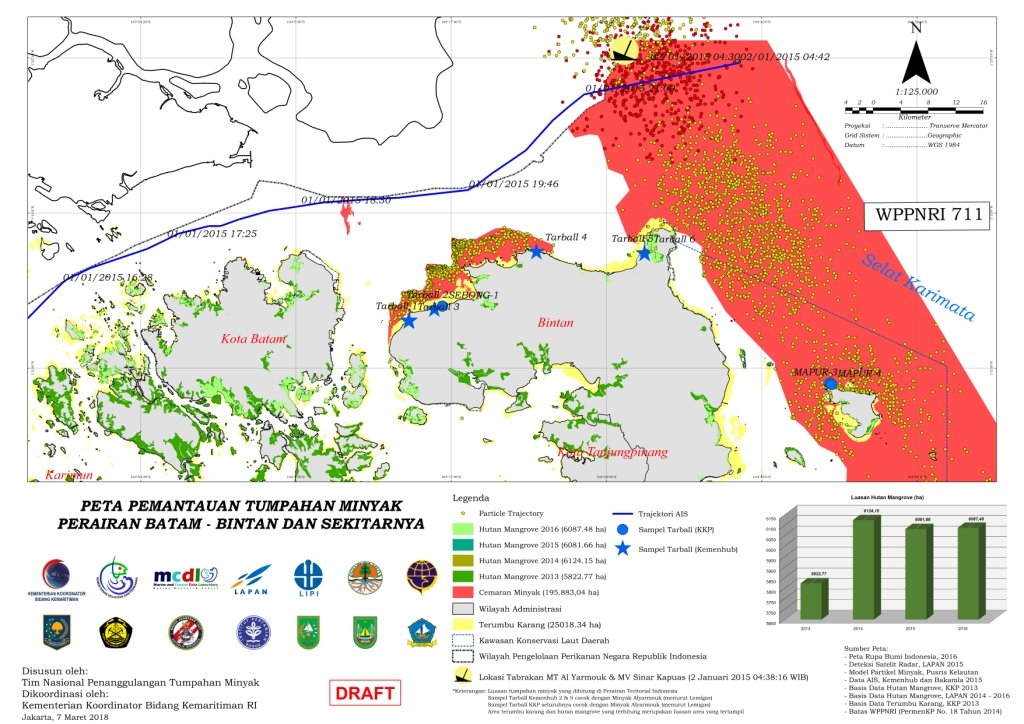 02/01/2015 04:30
02/01/2015 04:42
N
1:125.000
4 2 0 4 8 12 16
Kilometer
Proyeksi : ..................... Transerve Mercator
Grid Sistem : .....................Geographic
Datum : .....................WGS 1984
01/01/2015 19:46
01/01/2015 18:30
01/01/2015 17:25
01/01/2015 16:28
WPPNRI 711
Selat Karimata
Tarball 4
Tarball 5
Tarball 6
Tarball 2
SEBONG-1
Tarball 1
Tarball 3
Kota Batam
Bintan
MAPUR-3
MAPUR-4
Kota Tanjungpinang
Karimun
PETA PEMANTAUAN TUMPAHAN MINYAK
PERAIRAN BATAM - BINTAN DAN SEKITARNYA
KEMENTERIAN KOORDINATOR
BIDANG KEMARITIMAN
mcdl
LAPAN
LIPI
Disusun oleh:
Tim Nasional Penanggulangan Tumpahan Minyak
Dikoordinasi oleh:
Kementerian Koordinator Bidang Kemaritiman RI
Jakarta, 7 Maret 2018
DRAFT
Legenda
Particle Trajectory
Hutan Mangrove 2016 (6087.48 ha)
Hutan Mangrove 2015 (6081.66 ha)
Hutan Mangrove 2014 (6124.15 ha)
Hutan Mangrove 2013 (5822.77 ha)
Cemaran Minyak (195.883,04 ha)
Wilayah Administrasi
Terumbu Karang (25018.34 ha)
Kawasan Konservasi Laut Daerah
Wilayah Pengelolaan Perikanan Negara Republik Indonesia
Lokasi Tabrakan MT Al Yarmouk & MV Sinar Kapuas (2 Januari 2015 04:38:16 WIB)
Trajektori AIS
Sampel Tarball (KKP)
Sampel Tarball (Kemenhub)
*Keterangan: Luasan tumpahan minyak yang dihitung di Perairan Teritorial Indonesia
Sampel Tarball Kemenhub 2 & 5 cocok dengan Minyak Alyarmouk (menurut Lemigas)
Sampel Tarball KKP seluruhnya cocok dengan Minyak Alyarmouk (menurut Lemigas)
Area terumbu karang dan hutan mangrove yang terhitung merupakan luasan area yang tertampil
Luasan Hutan Mangrove (ha)
6150
6100
6050
6000
5950
5900
5850
5800
5750
5700
5650
5822,77
6124,15
6081,66
6087,48
2013 2014 2015 2016
Sumber Peta:
- Peta Rupa Bumi Indonesia, 2016
- Deteksi Satelit Radar, LAPAN 2015
- Model Partikel Minyak, Pusris Kelautan
- Data AIS, Kemenhub dan Bakamla 2015
- Basis Data Hutan Mangrove, KKP 2013
- Basis Data Hutan Mangrove, LAPAN 2014 - 2016
- Basis Data Terumbu Karang, KKP 2013
- Batas WPPNRI (PermenKP No. 18 Tahun 2014)